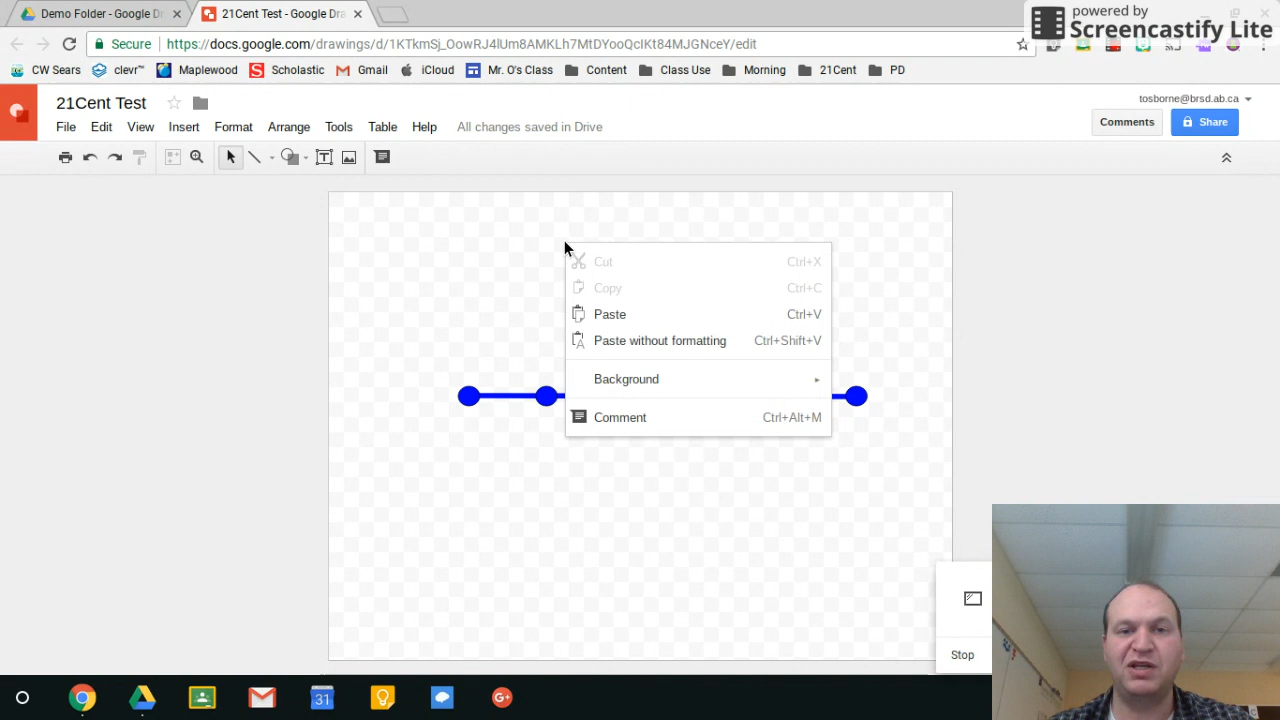 Demo Folder - Google Dr
21Cent Test - Google Dra
powered by
Screencastify Lite
Secure
https://docs.google.com/drawings/d/1KTkmSj_OowRJ4lUm8AMKLh7MtDYooQcIKt84MJGNceY/edit
CW Sears
clevr™
Maplewood
Scholastic
Gmail
iCloud
Mr. O's Class
Content
Class Use
Morning
21Cent
PD
21Cent Test
tosborne@brsd.ab.ca
File Edit View Insert Format Arrange Tools Table Help All changes saved in Drive
Comments
Share
Cut Ctrl+X
Copy Ctrl+C
Paste Ctrl+V
Paste without formatting Ctrl+Shift+V
Background
Comment Ctrl+Alt+M
Stop
31
G+